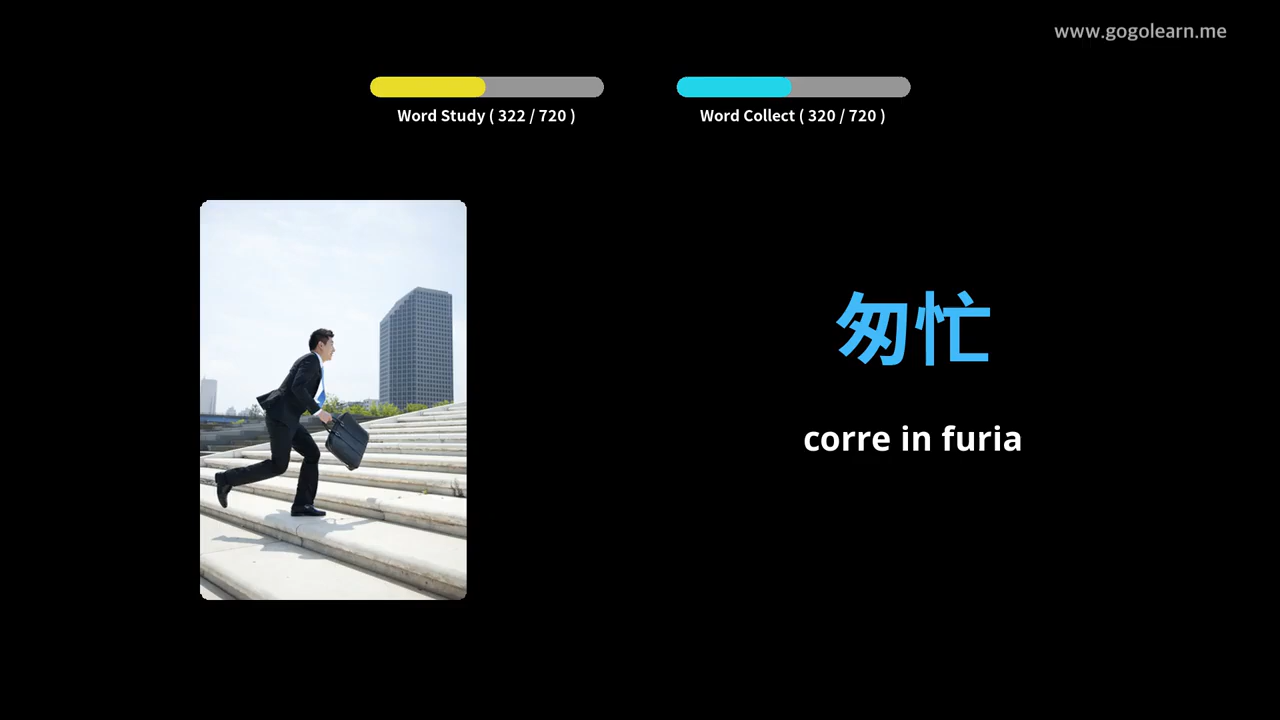 www.gogolearn.me
Word Study ( 322 / 720 )
Word Collect ( 320 / 720 )
匆忙
corre in furia